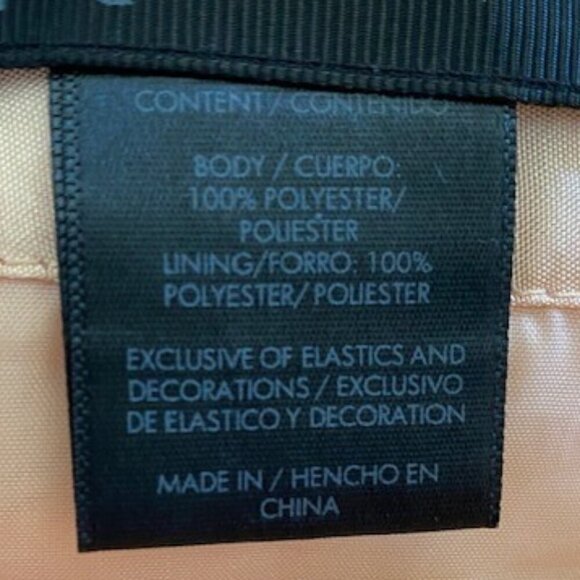 CONTENT/ CONTENIDO
BODY / CUERPO:
100% POLYESTER/
POLIESTER
LINING/FORRO: 100%
POLYESTER/ POLIESTER
EXCLUSIVE OF ELASTICS AND
DECORATIONS / EXCLUSIVO
DE ELASTICO Y DECORATION
MADE IN / HENCHO EN
CHINA